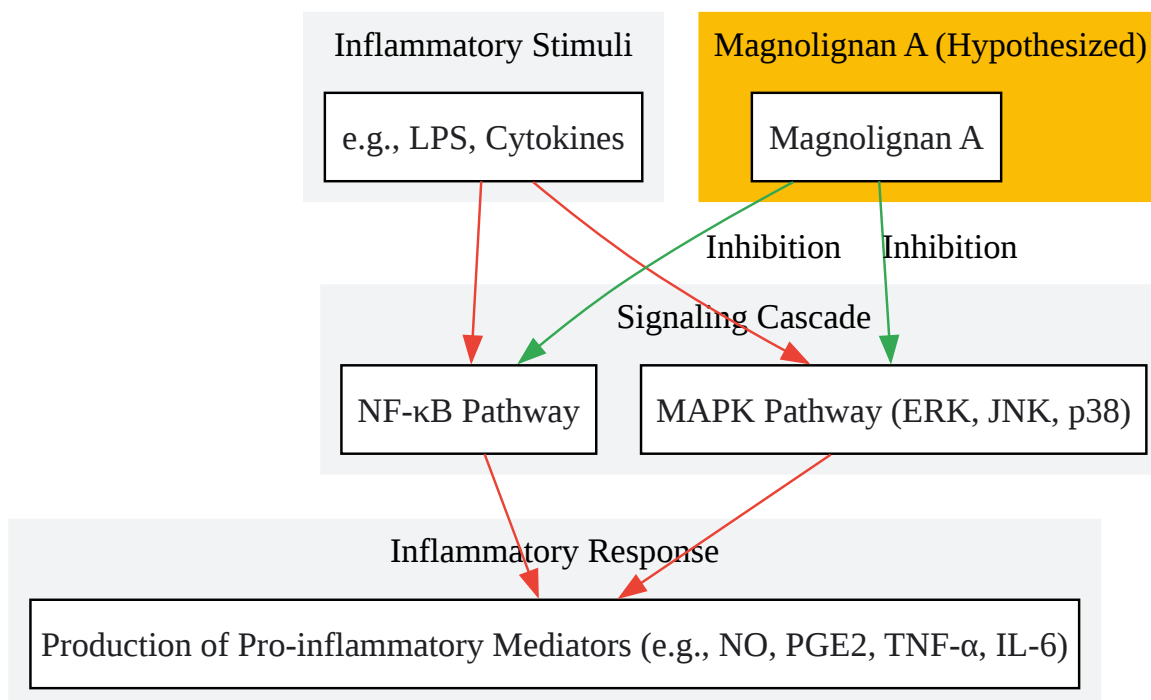 Inflammatory Stimuli
Magnolignan A (Hypothesized)
e.g., LPS, Cytokines
Magnolignan A
Inhibition
Inhibition
Signaling Cascade
NF-κB Pathway
MAPK Pathway (ERK, JNK, p38)
Inflammatory Response
Production of Pro-inflammatory Mediators (e.g., NO, PGE2, TNF-α, IL-6)